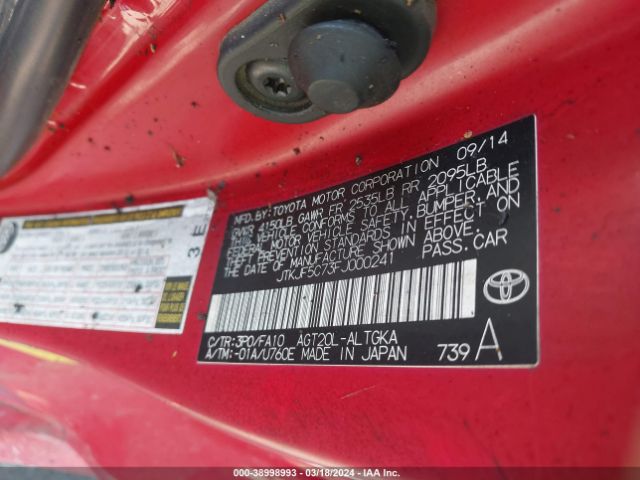 MFD. BY: TOYOTA MOTOR CORPORATION 09/14
GVWR 4150LB GAWR FR 2535LB RR 2095LB
THIS VEHICLE CONFORMS TO ALL APPLICABLE
FEDERAL MOTOR VEHICLE SAFETY, BUMPER, AND
THEFT PREVENTION STANDARDS IN EFFECT ON
THE DATE OF MANUFACTURE SHOWN ABOVE.
JTKJF5C73FJ000241 PASS. CAR
C/TR: 3P0/FA10 AGT20L-ALTGKA
A/TM: -01A/U760E MADE IN JAPAN
739 A
3E
000-38998993 - 03/18/2024 - IAA Inc.